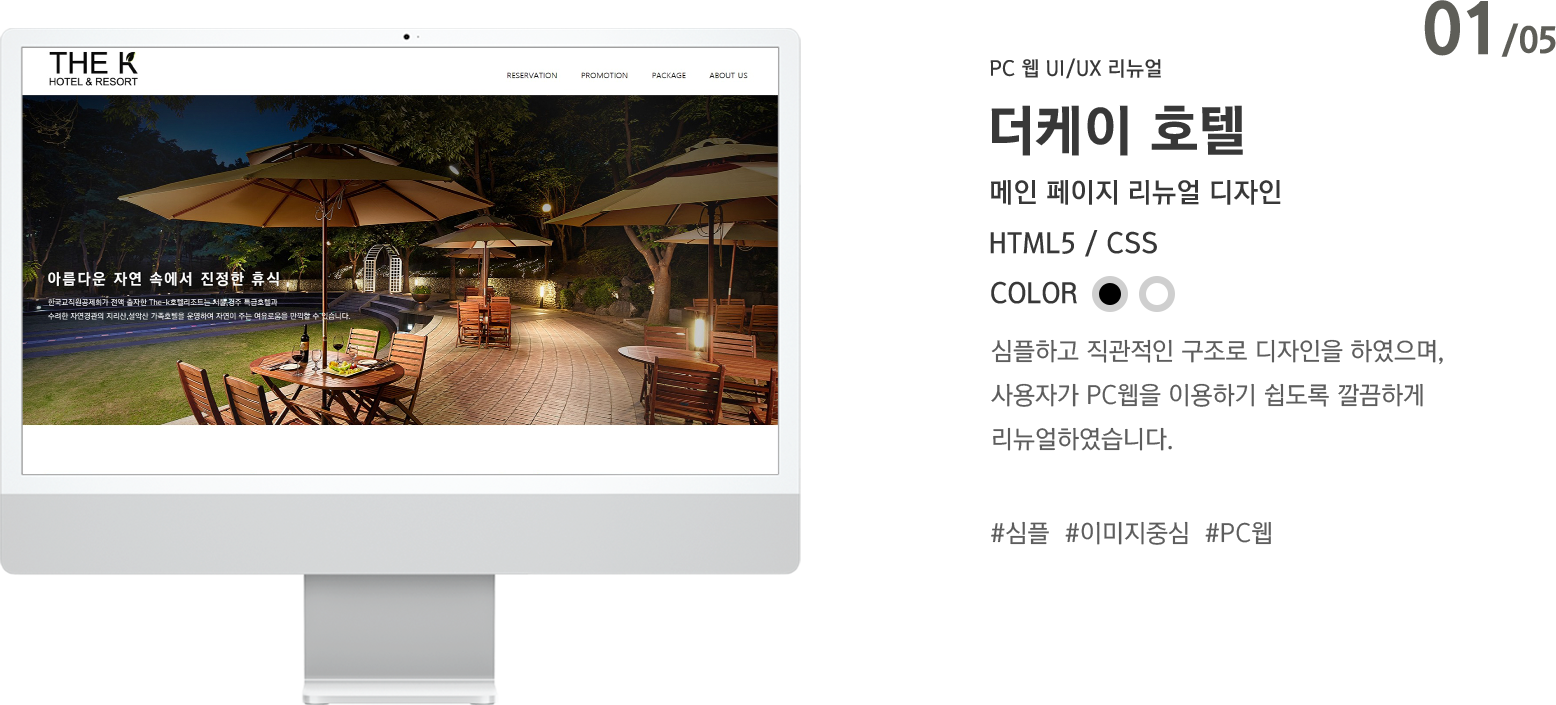 THE K
HOTEL & RESORT
RESERVATION PROMOTION PACKAGE ABOUT US
아름다운 자연 속에서 진정한 휴식
한국교직원공제회가 전액 출자한 The-k호텔리조트는 서울,경주 특급호텔과
수려한 자연경관의 지리산,설악산 가족호텔을 운영하여 자연이 주는 여유로움을 만끽할 수 있습니다.
01/05
PC 웹 UI/UX 리뉴얼
더케이 호텔
메인 페이지 리뉴얼 디자인
HTML5 / CSS
COLOR
심플하고 직관적인 구조로 디자인을 하였으며,
사용자가 PC웹을 이용하기 쉽도록 깔끔하게
리뉴얼하였습니다.
#심플 #이미지중심 #PC웹